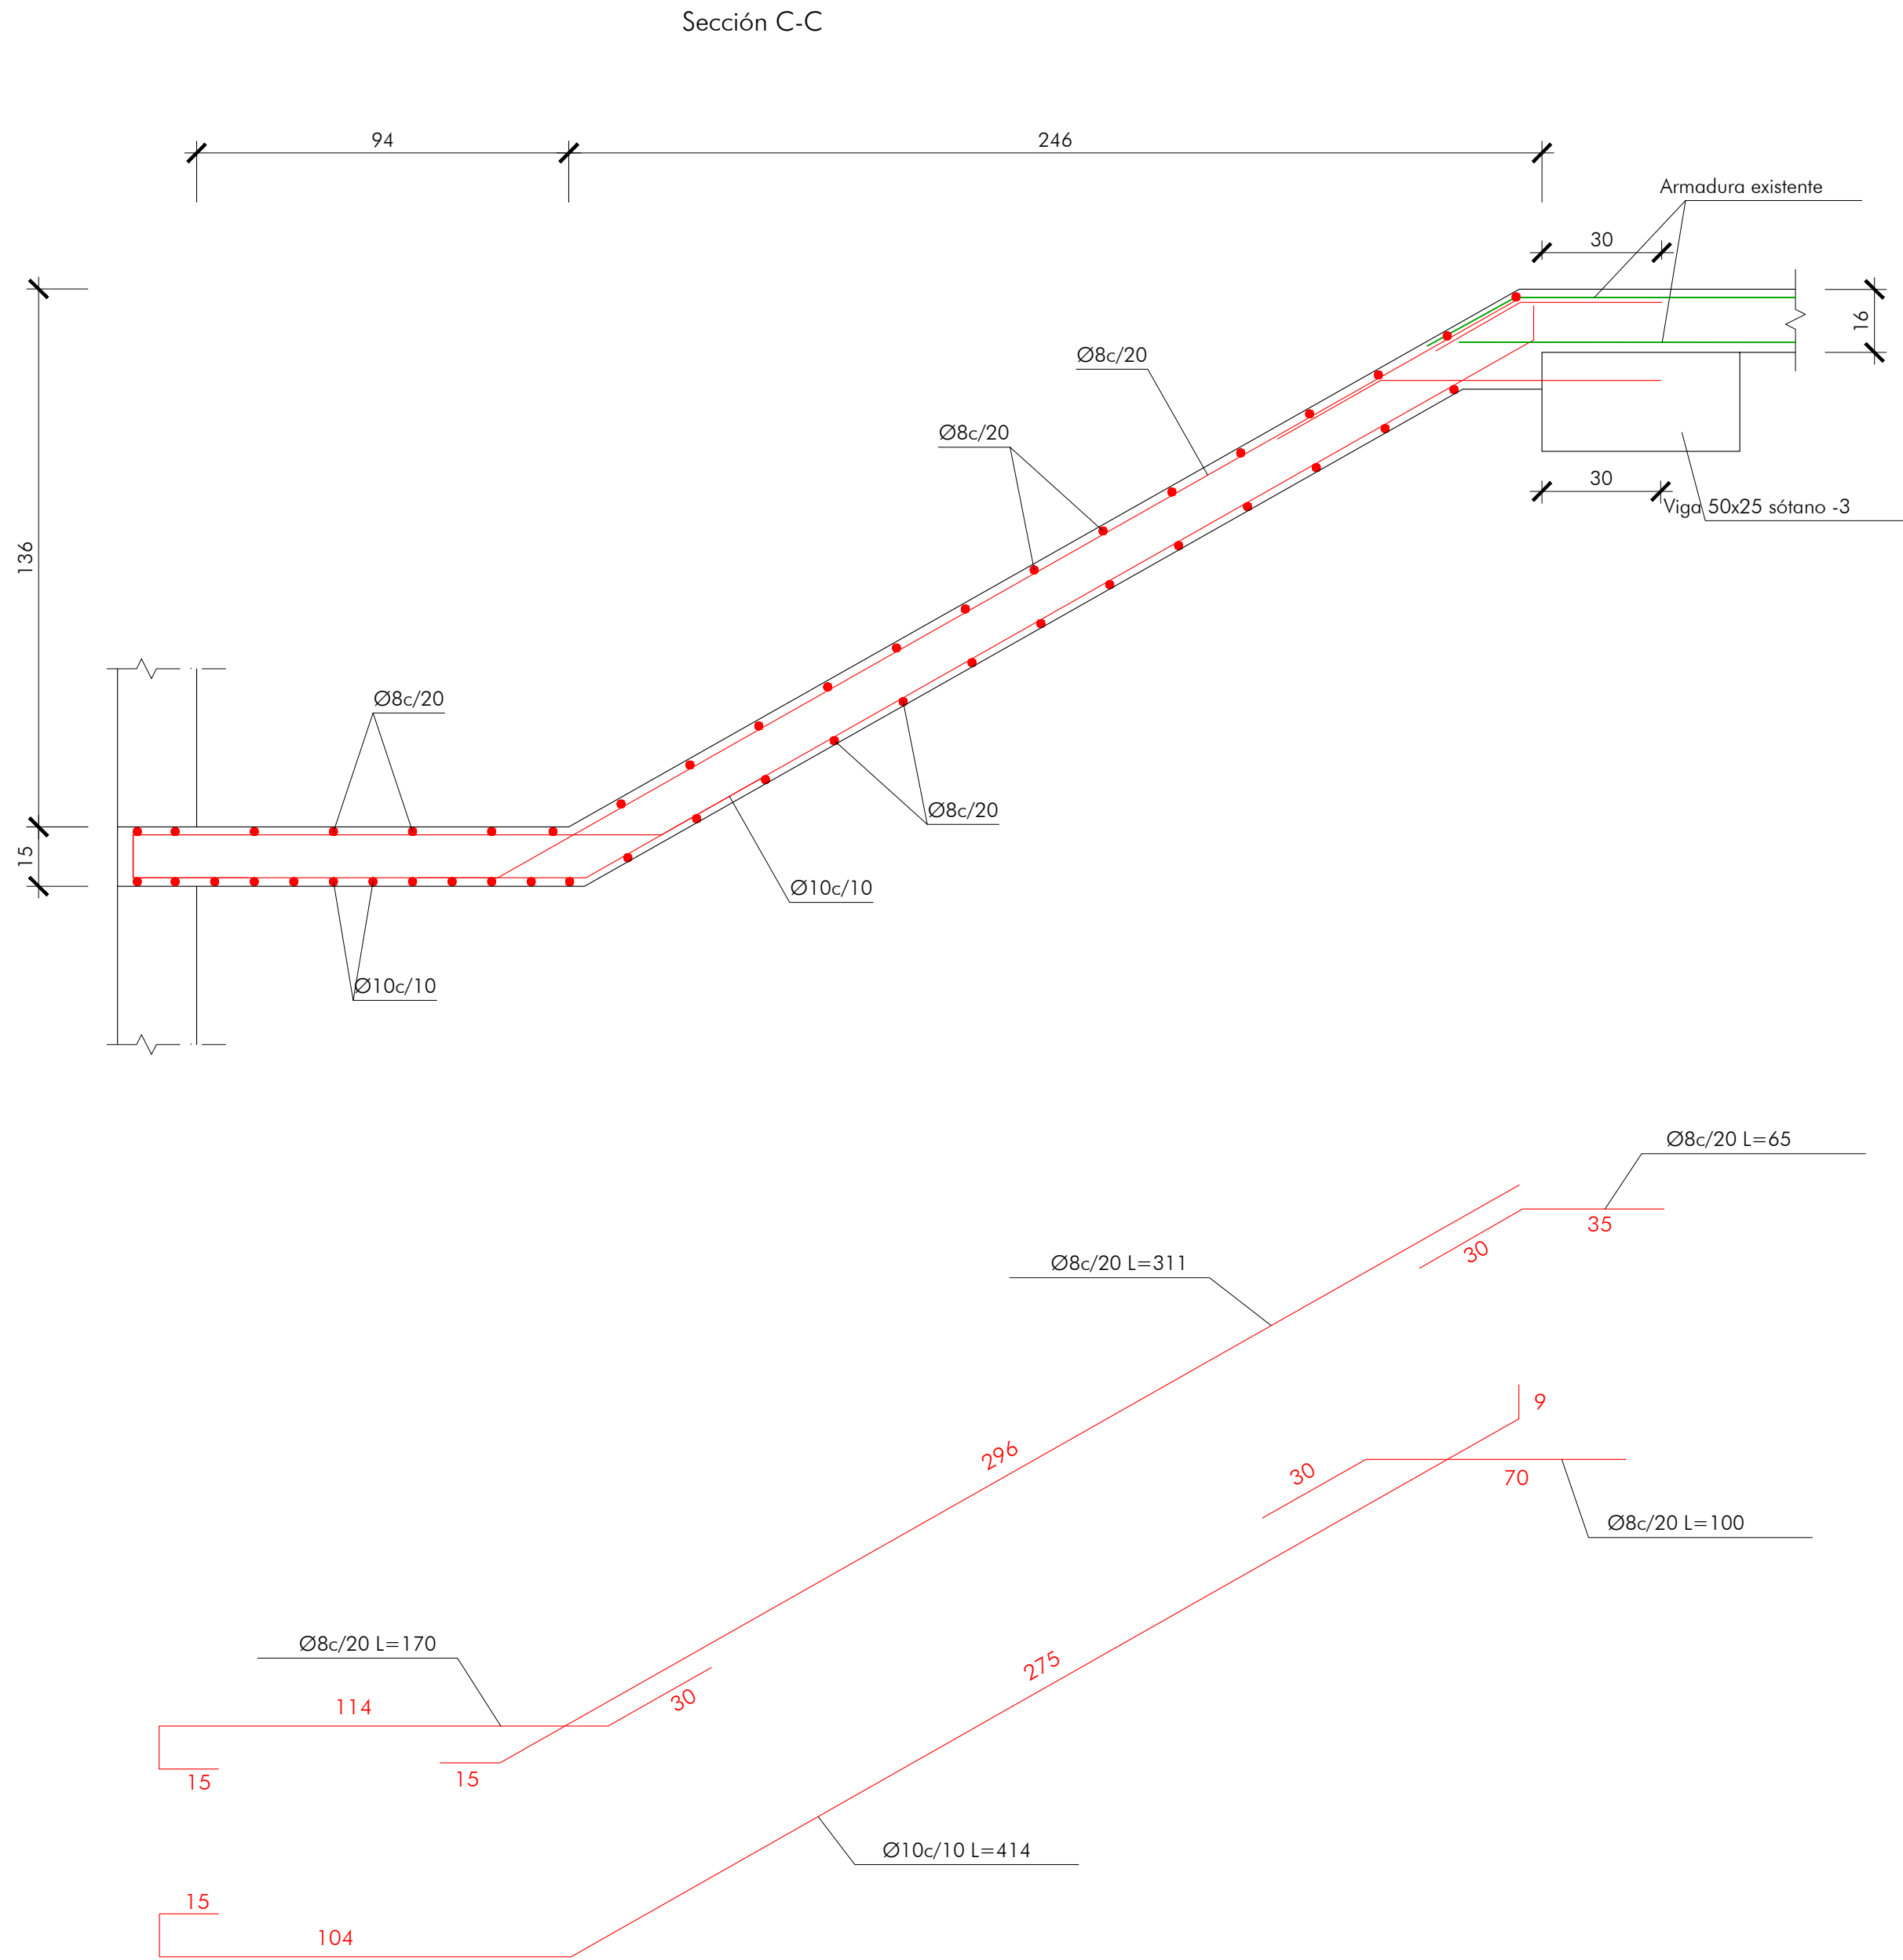 Sección C-C
94
246
Armadura existente
30
16
Ø8c/20
Ø8c/20
30
Viga 50x25 sótano -3
136
Ø8c/20
Ø8c/20
15
Ø10c/10
Ø10c/10
Ø8c/20 L=65
35
30
Ø8c/20 L=311
9
296
30
70
Ø8c/20 L=100
Ø8c/20 L=170
275
30
114
15
15
Ø10c/10 L=414
15
104